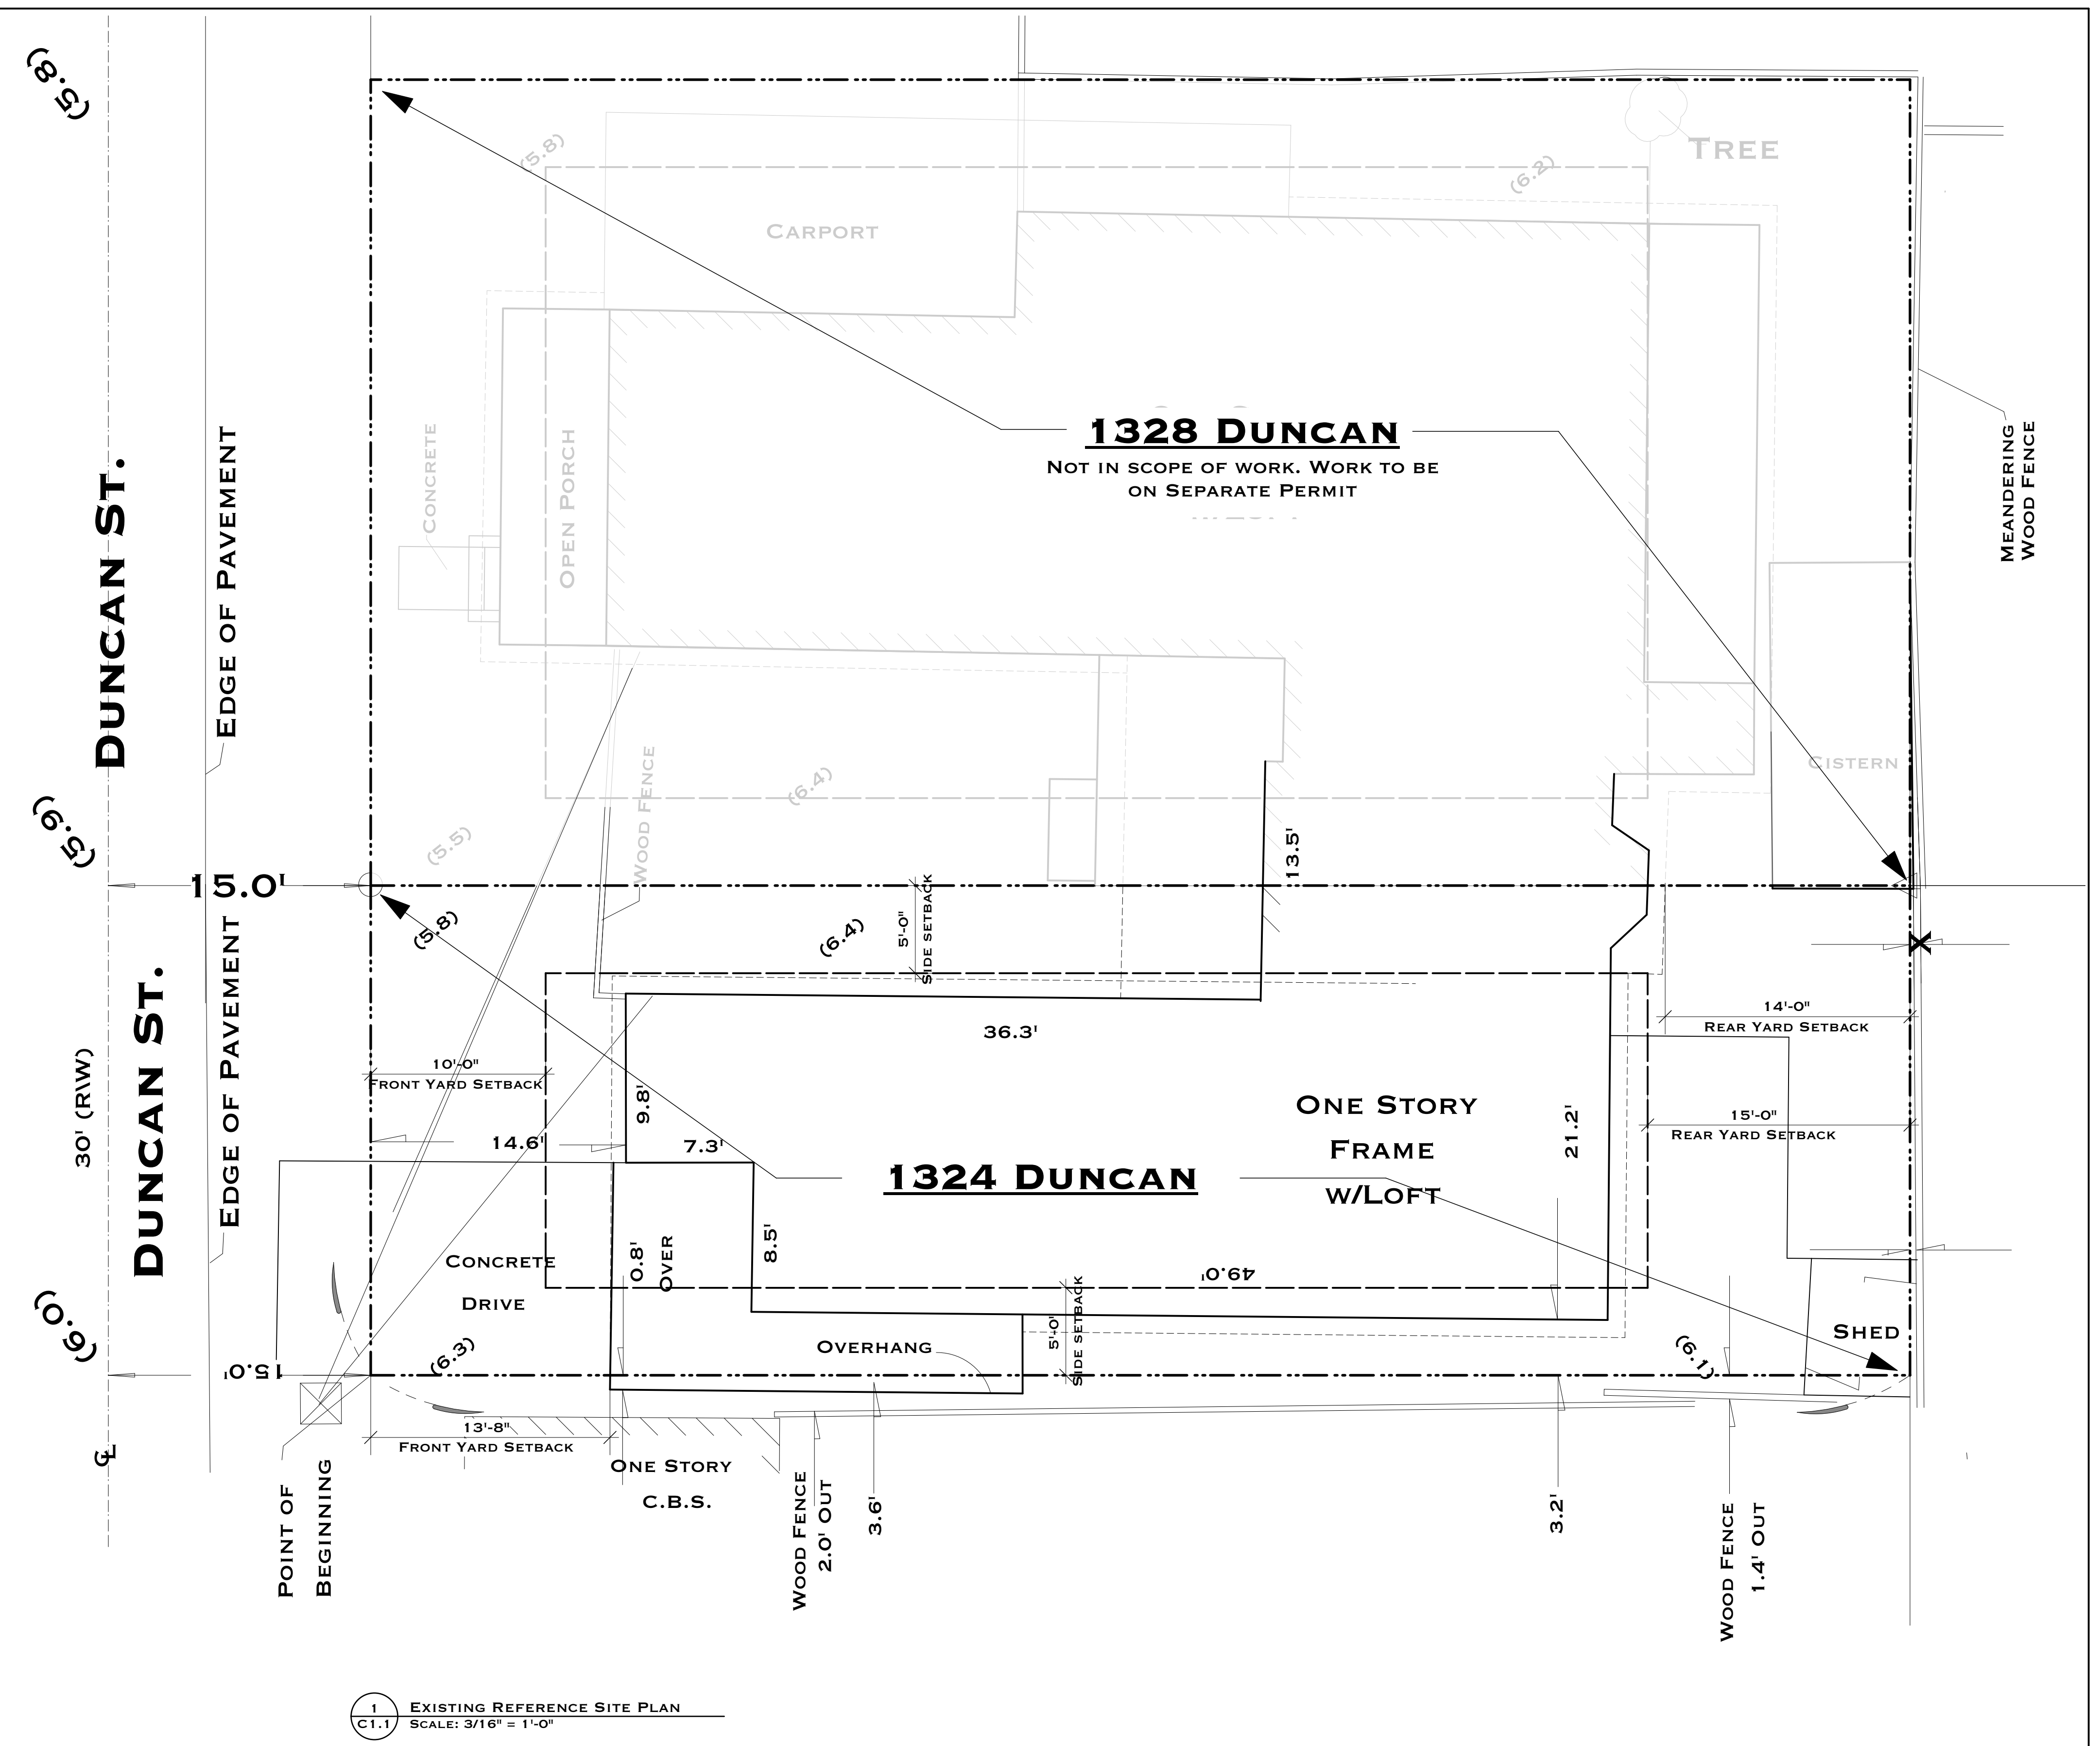 (5.8)
(5.8)
(6.2)
TREE
CARPORT
1328 DUNCAN
NOT IN SCOPE OF WORK. WORK TO BE
ON SEPARATE PERMIT
CONCRETE
OPEN PORCH
DUNCAN ST.
EDGE OF PAVEMENT
MEANDERING
WOOD FENCE
CISTERN
WOOD FENCE
(6.4)
(5.5)
(5.9)
13.5'
15.0'
(5.8)
(6.4)
5'-0"
SIDE SETBACK
X
14'-0"
REAR YARD SETBACK
36.3'
DUNCAN ST.
EDGE OF PAVEMENT
30' (RW)
10'-0"
FRONT YARD SETBACK
9.8'
14.6'
7.3'
ONE STORY
FRAME
W/LOFT
21.2'
15'-0"
REAR YARD SETBACK
1324 DUNCAN
CONCRETE
DRIVE
0.8'
OVER
8.5'
49.0'
5'-0"
SIDE SETBACK
OVERHANG
SHED
(6.0)
(6.3)
(6.1)
15.0'
13'-8"
FRONT YARD SETBACK
ONE STORY
C.B.S.
POINT OF
BEGINNING
WOOD FENCE
2.0' OUT
3.6'
3.2'
WOOD FENCE
1.4' OUT
1
C1.1
EXISTING REFERENCE SITE PLAN
SCALE: 3/16" = 1'-0"